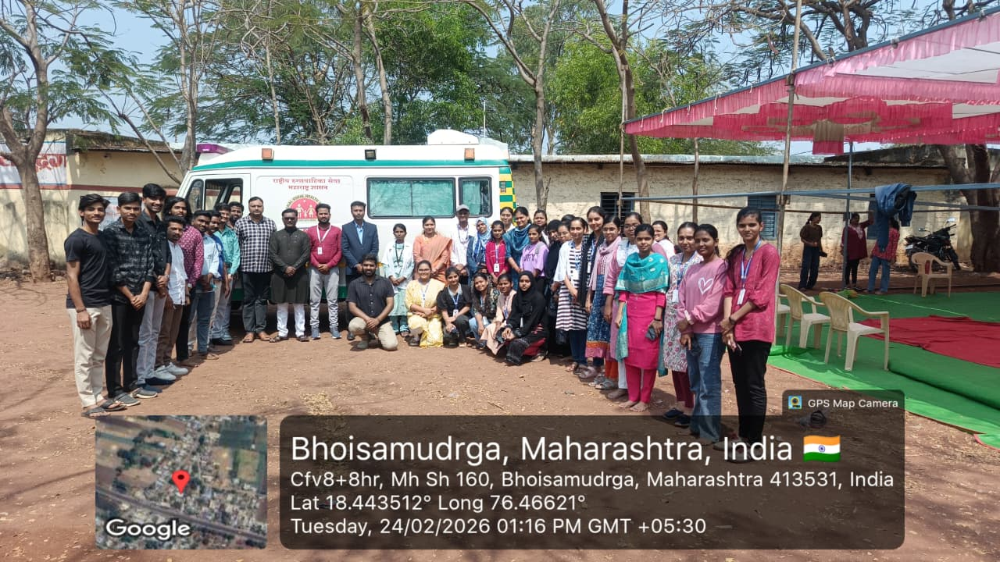 राष्ट्रीय रुग्णवाहिका सेवा
महाराष्ट्र शासन
GPS Map Camera
Bhoisamudrga, Maharashtra, India
Cfv8+8hr, Mh Sh 160, Bhoisamudrga, Maharashtra 413531, India
Lat 18.443512° Long 76.46621°
Tuesday, 24/02/2026 01:16 PM GMT +05:30
Google